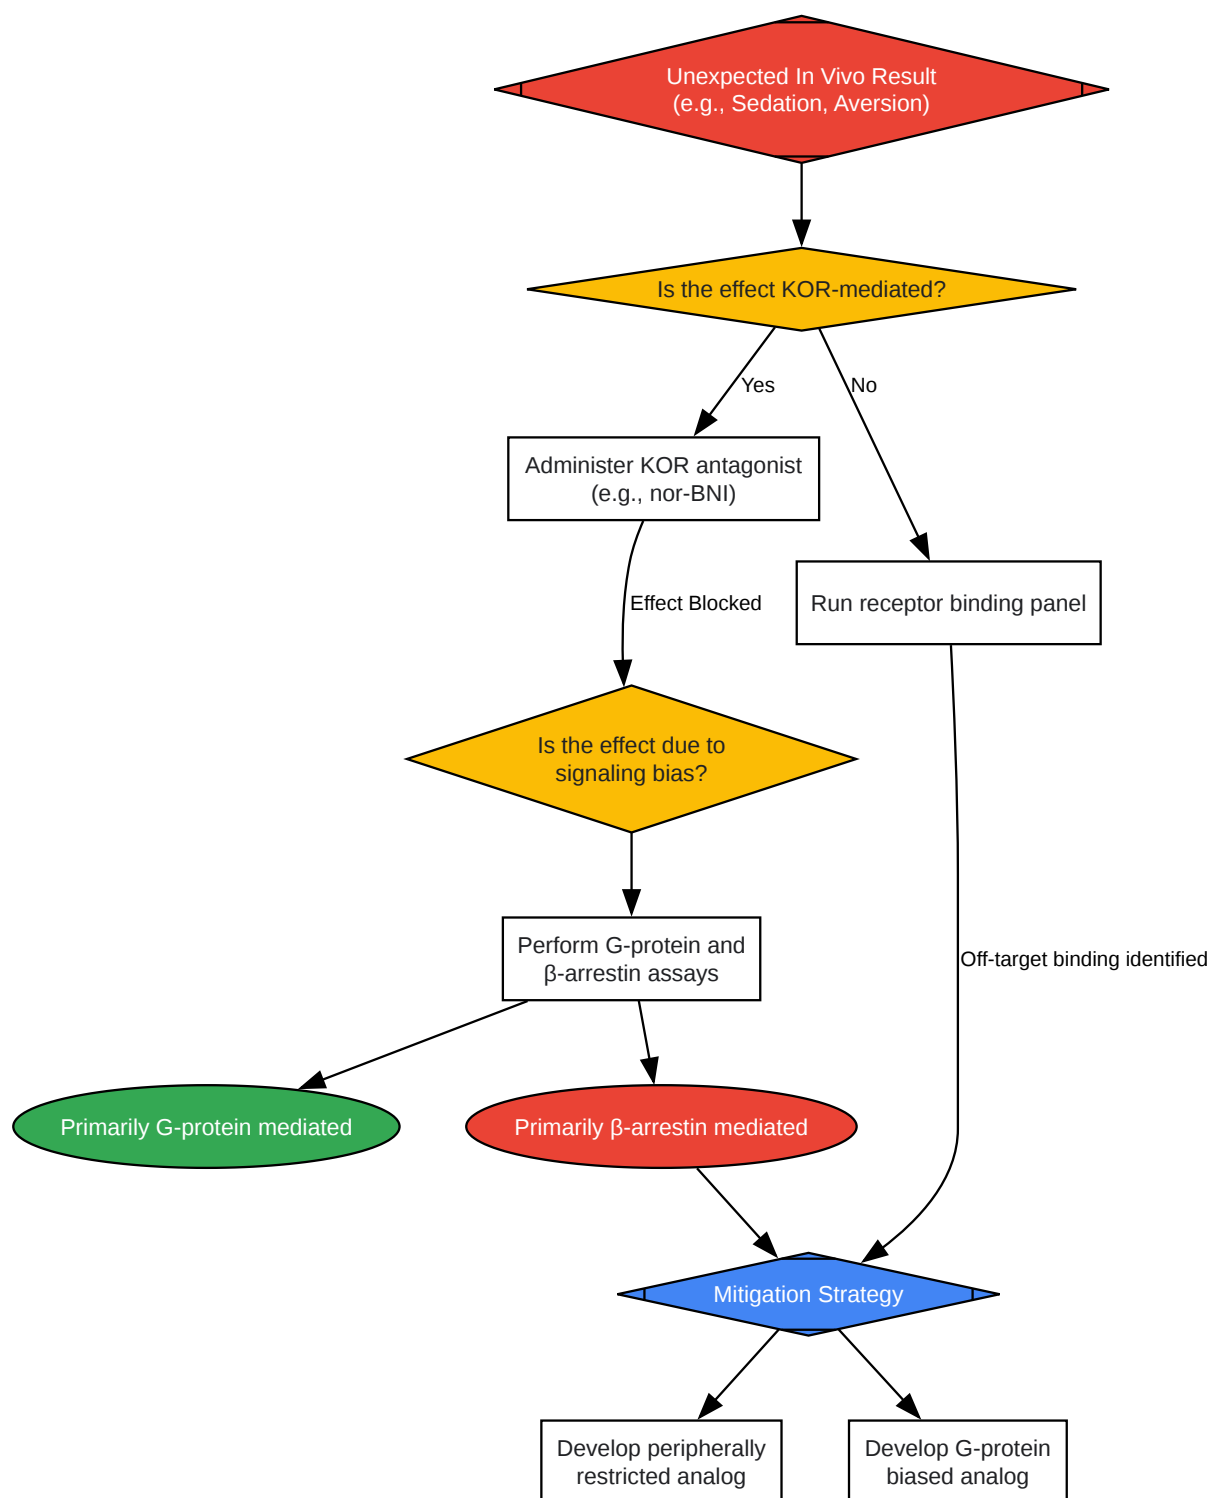 Unexpected In Vivo Result
(e.g., Sedation, Aversion)
Is the effect KOR-mediated?
Yes
No
Administer KOR antagonist
(e.g., nor-BNI)
Run receptor binding panel
Effect Blocked
Is the effect due to
signaling bias?
Perform G-protein and
β-arrestin assays
Off-target binding identified
Primarily G-protein mediated
Primarily β-arrestin mediated
Mitigation Strategy
Develop peripherally
restricted analog
Develop G-protein
biased analog